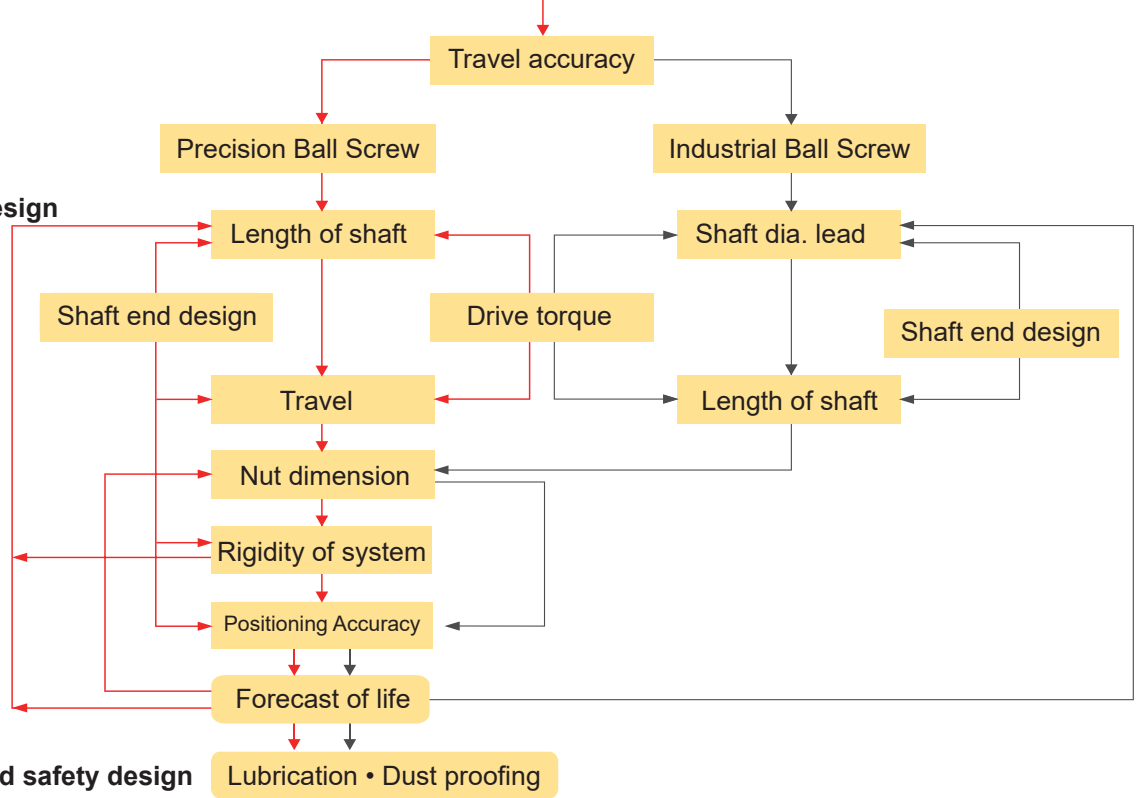 Travel accuracy
Precision Ball Screw
Industrial Ball Screw
esign
Length of shaft
Shaft dia. lead
Shaft end design
Drive torque
Shaft end design
Travel
Length of shaft
Nut dimension
Rigidity of system
Positioning Accuracy
Forecast of life
d safety design
Lubrication • Dust proofing